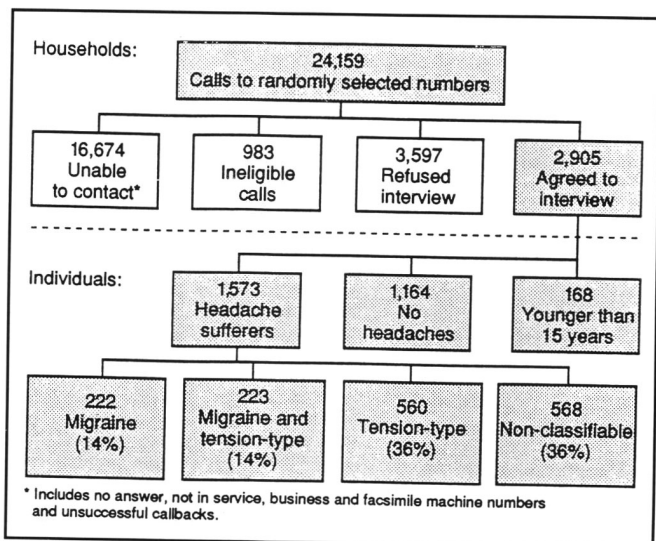 Households:
24,159
Calls to randomly selected numbers
16,674
Unable
to contact*
983
Ineligible
calls
3,597
Refused
interview
2,905
Agreed to
interview
Individuals:
1,573
Headache
sufferers
1,164
No
headaches
168
Younger than
15 years
222
Migraine
(14%)
223
Migraine and
tension-type
(14%)
560
Tension-type
(36%)
568
Non-classifiable
(36%)
* Includes no answer, not in service, business and facsimile machine numbers
and unsuccessful callbacks.